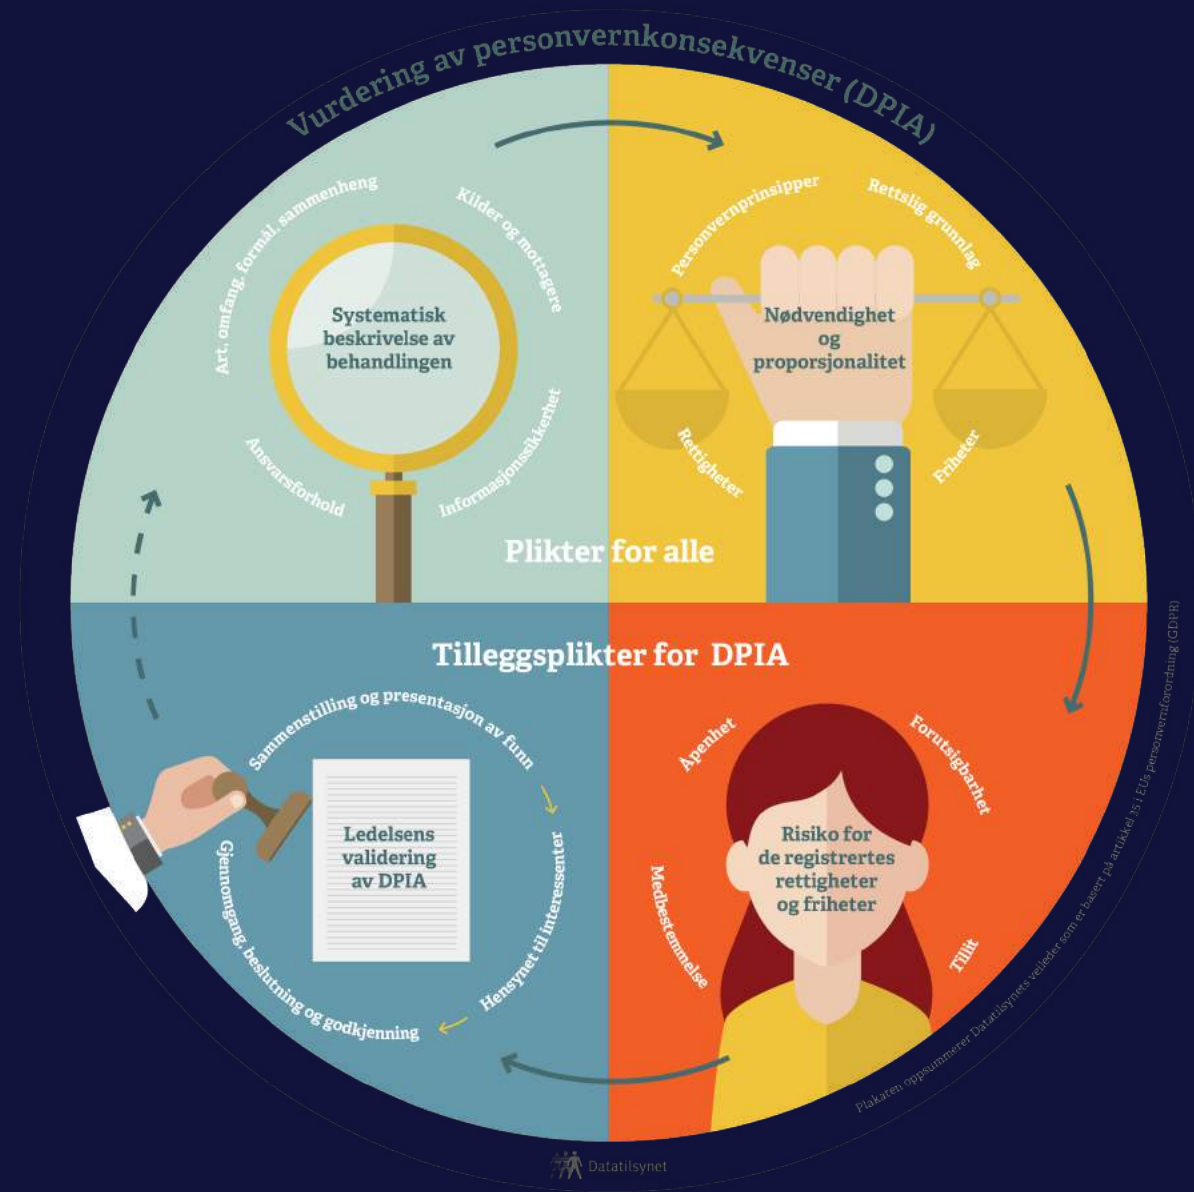 Vurdering av personvernkonsekvenser (DPIA)
Art, omfang, formål, sammenheng
Kilder og mottagere
Systematisk
beskrivelse av
behandlingen
Ansvarsforhold
Informasjonssikkerhet
Personvernprinsipper
Rettslig grunnlag
Nødvendighet
og
proporsjonalitet
Rettigheter
Friheter
Plikter for alle
Tilleggsplikter for DPIA
Åpenhet
Forutsigbarhet
Risiko for
de registrertes
rettigheter
og friheter
Medbestemmelse
Tillit
Sammenstilling og presentasjon av funn
Ledelsens
validering
av DPIA
Hensynet til interessenter
Gjennomgang, beslutning og godkjenning
Plakaten oppsummerer Datatilsynets veileder som er basert på artikkel 35 i EUs personvernforordning (GDPR)
Datatilsynet